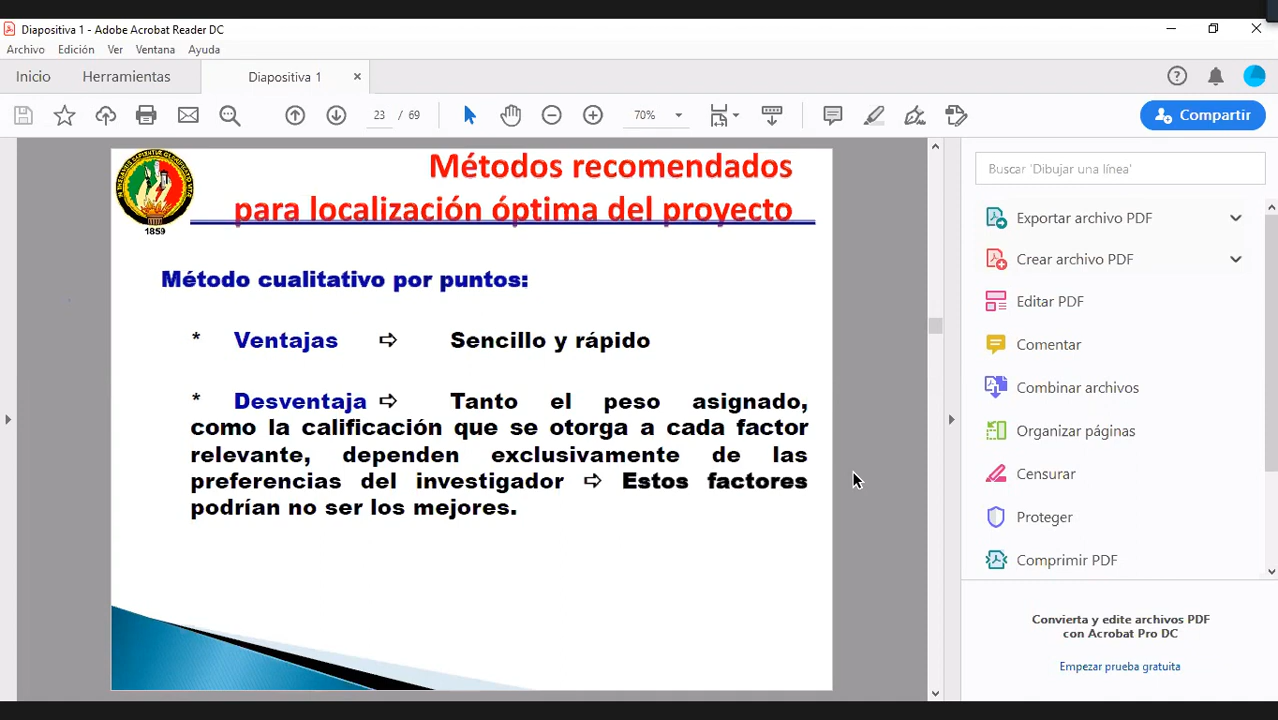 Diapositiva 1 - Adobe Acrobat Reader DC
Archivo Edición Ver Ventana Ayuda
Inicio Herramientas Diapositiva 1
23 / 69 70% Compartir
Métodos recomendados
para localización óptima del proyecto
1859
Método cualitativo por puntos:
* Ventajas ⇨ Sencillo y rápido
* Desventaja ⇨ Tanto el peso asignado,
como la calificación que se otorga a cada factor
relevante, dependen exclusivamente de las
preferencias del investigador ⇨ Estos factores
podrían no ser los mejores.
Buscar 'Dibujar una línea'
Exportar archivo PDF
Crear archivo PDF
Editar PDF
Comentar
Combinar archivos
Organizar páginas
Censurar
Proteger
Comprimir PDF
Convierta y edite archivos PDF
con Acrobat Pro DC
Empezar prueba gratuita